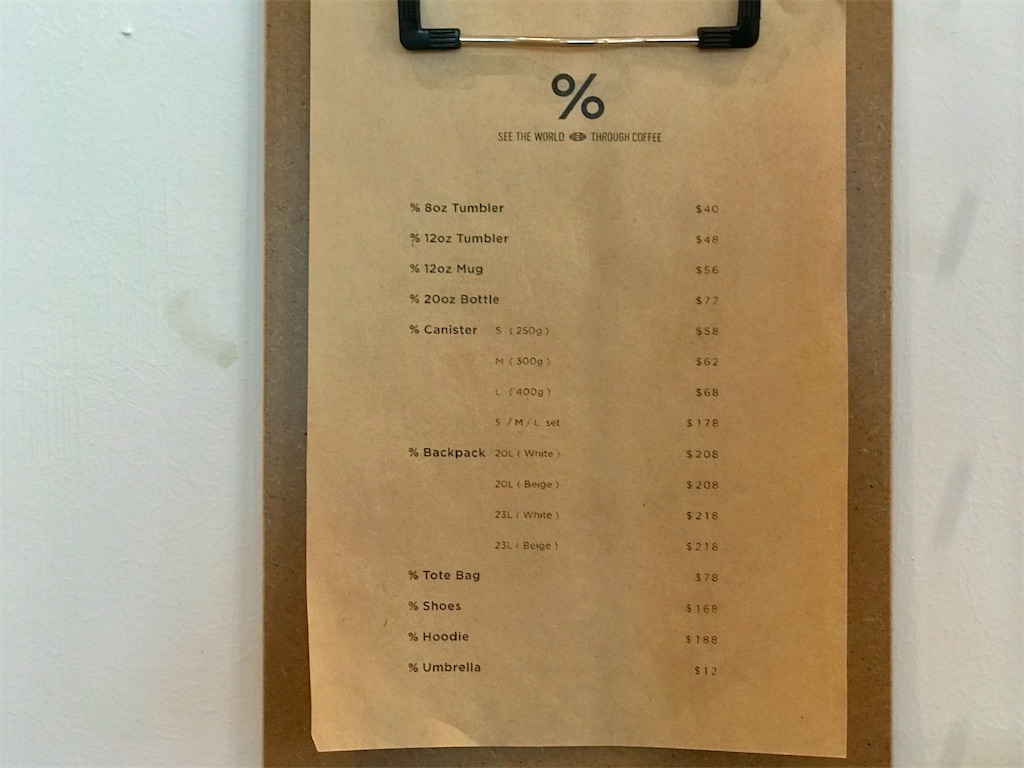 %
SEE THE WORLD THROUGH COFFEE
% 8oz Tumbler $40
% 12oz Tumbler $48
% 12oz Mug $56
% 20oz Bottle $72
% Canister S (250g) $58
M (300g) $62
L (400g) $68
S / M / L set $178
% Backpack 20L (White) $208
20L (Beige) $208
23L (White) $218
23L (Beige) $218
% Tote Bag $78
% Shoes $168
% Hoodie $188
% Umbrella $12